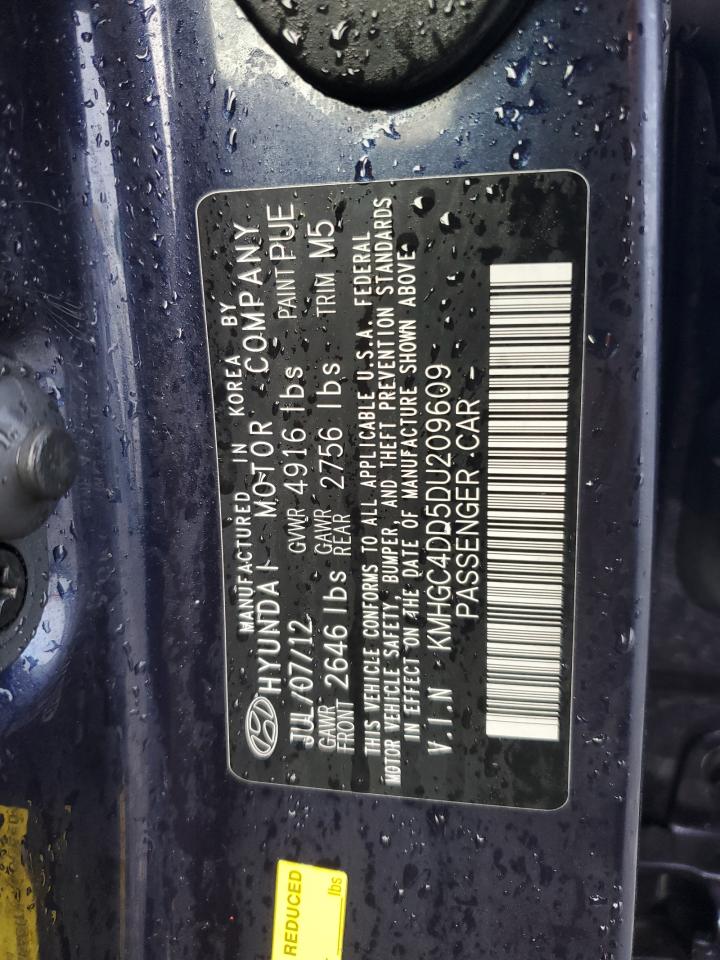 MANUFACTURED IN KOREA BY
HYUNDAI MOTOR COMPANY
JUL/07/12 GVWR 4916 lbs PAINT PUE
GAWR FRONT 2646 lbs GAWR REAR 2756 lbs TRIM M5
THIS VEHICLE CONFORMS TO ALL APPLICABLE U.S.A. FEDERAL
MOTOR VEHICLE SAFETY, BUMPER, AND THEFT PREVENTION STANDARDS
IN EFFECT ON THE DATE OF MANUFACTURE SHOWN ABOVE.
V.I.N KMHGC4DD5DU209609
PASSENGER CAR -
REDUCED
lbs